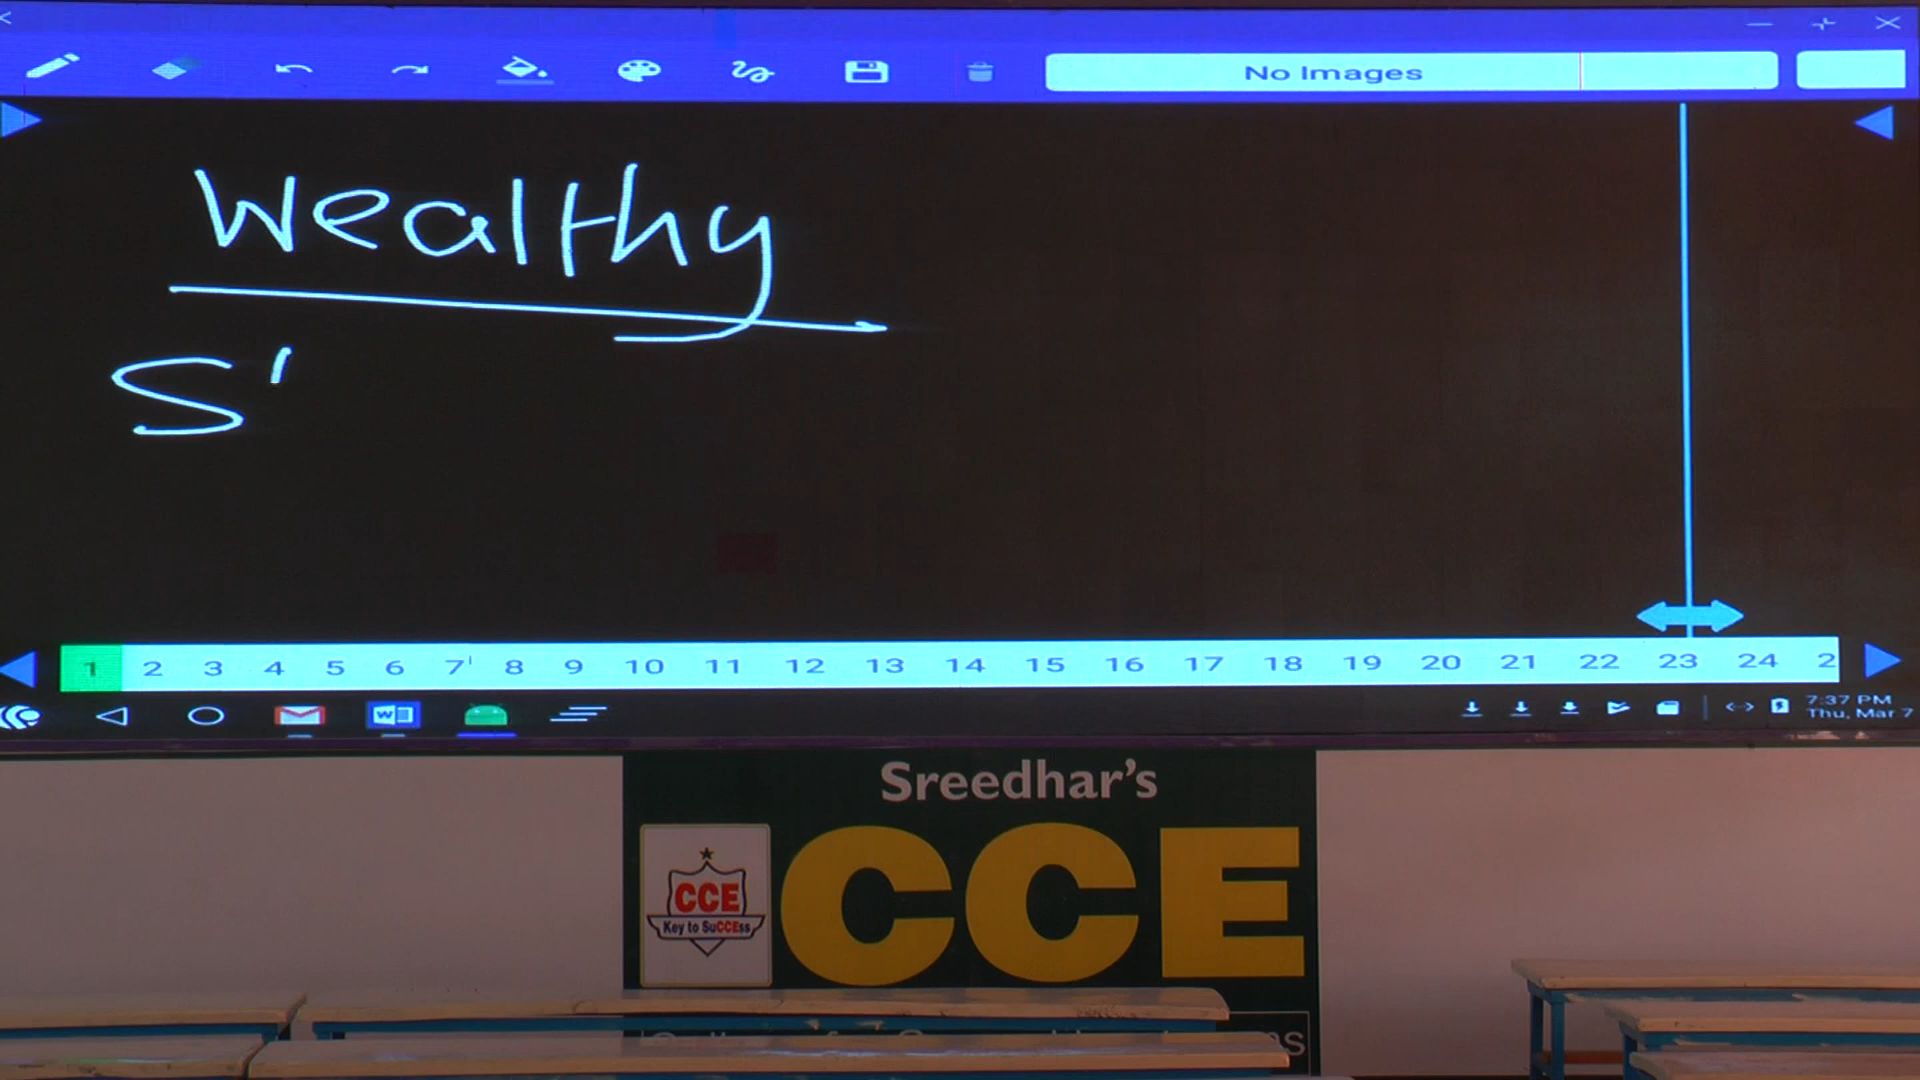 No Images
Wealthy
S'
1 2 3 4 5 6 7 8 9 10 11 12 13 14 15 16 17 18 19 20 21 22 23 24 2
W
7:37 PM
Thu, Mar 7
Sreedhar's
CCE
CCE
Key to SuCCEss